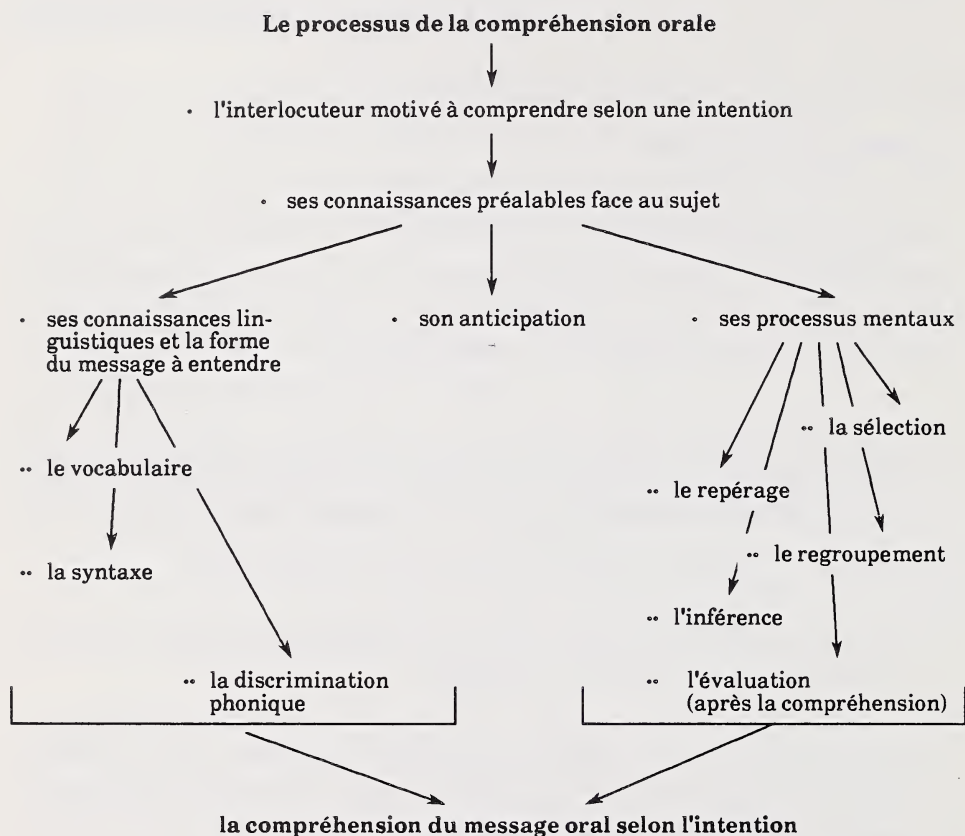 Le processus de la compréhension orale
• l'interlocuteur motivé à comprendre selon une intention
• ses connaissances préalables face au sujet
• ses connaissances lin-
guistiques et la forme
du message à entendre
• son anticipation
• ses processus mentaux
•• la sélection
•• le vocabulaire
•• le repérage
•• le regroupement
•• la syntaxe
•• l'inférence
•• la discrimination
phonique
•• l'évaluation
(après la compréhension)
la compréhension du message oral selon l'intention